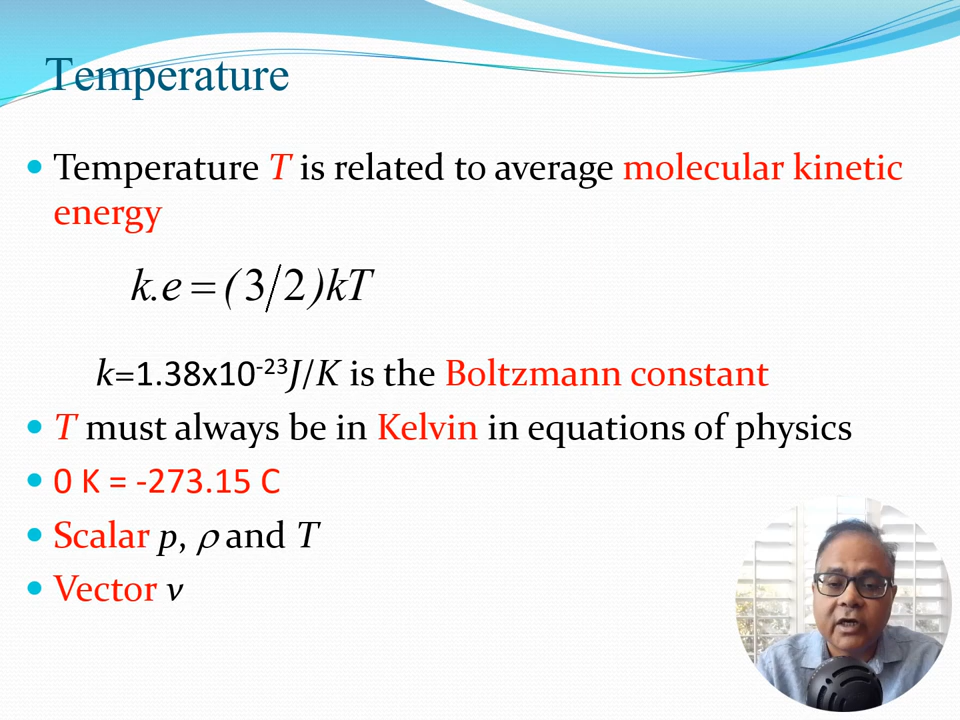 Temperature
Temperature T is related to average molecular kinetic
energy
k.e = (3/2)kT
k=1.38x10⁻²³J/K is the Boltzmann constant
T must always be in Kelvin in equations of physics
0 K = -273.15 C
Scalar p, ρ and T
Vector v